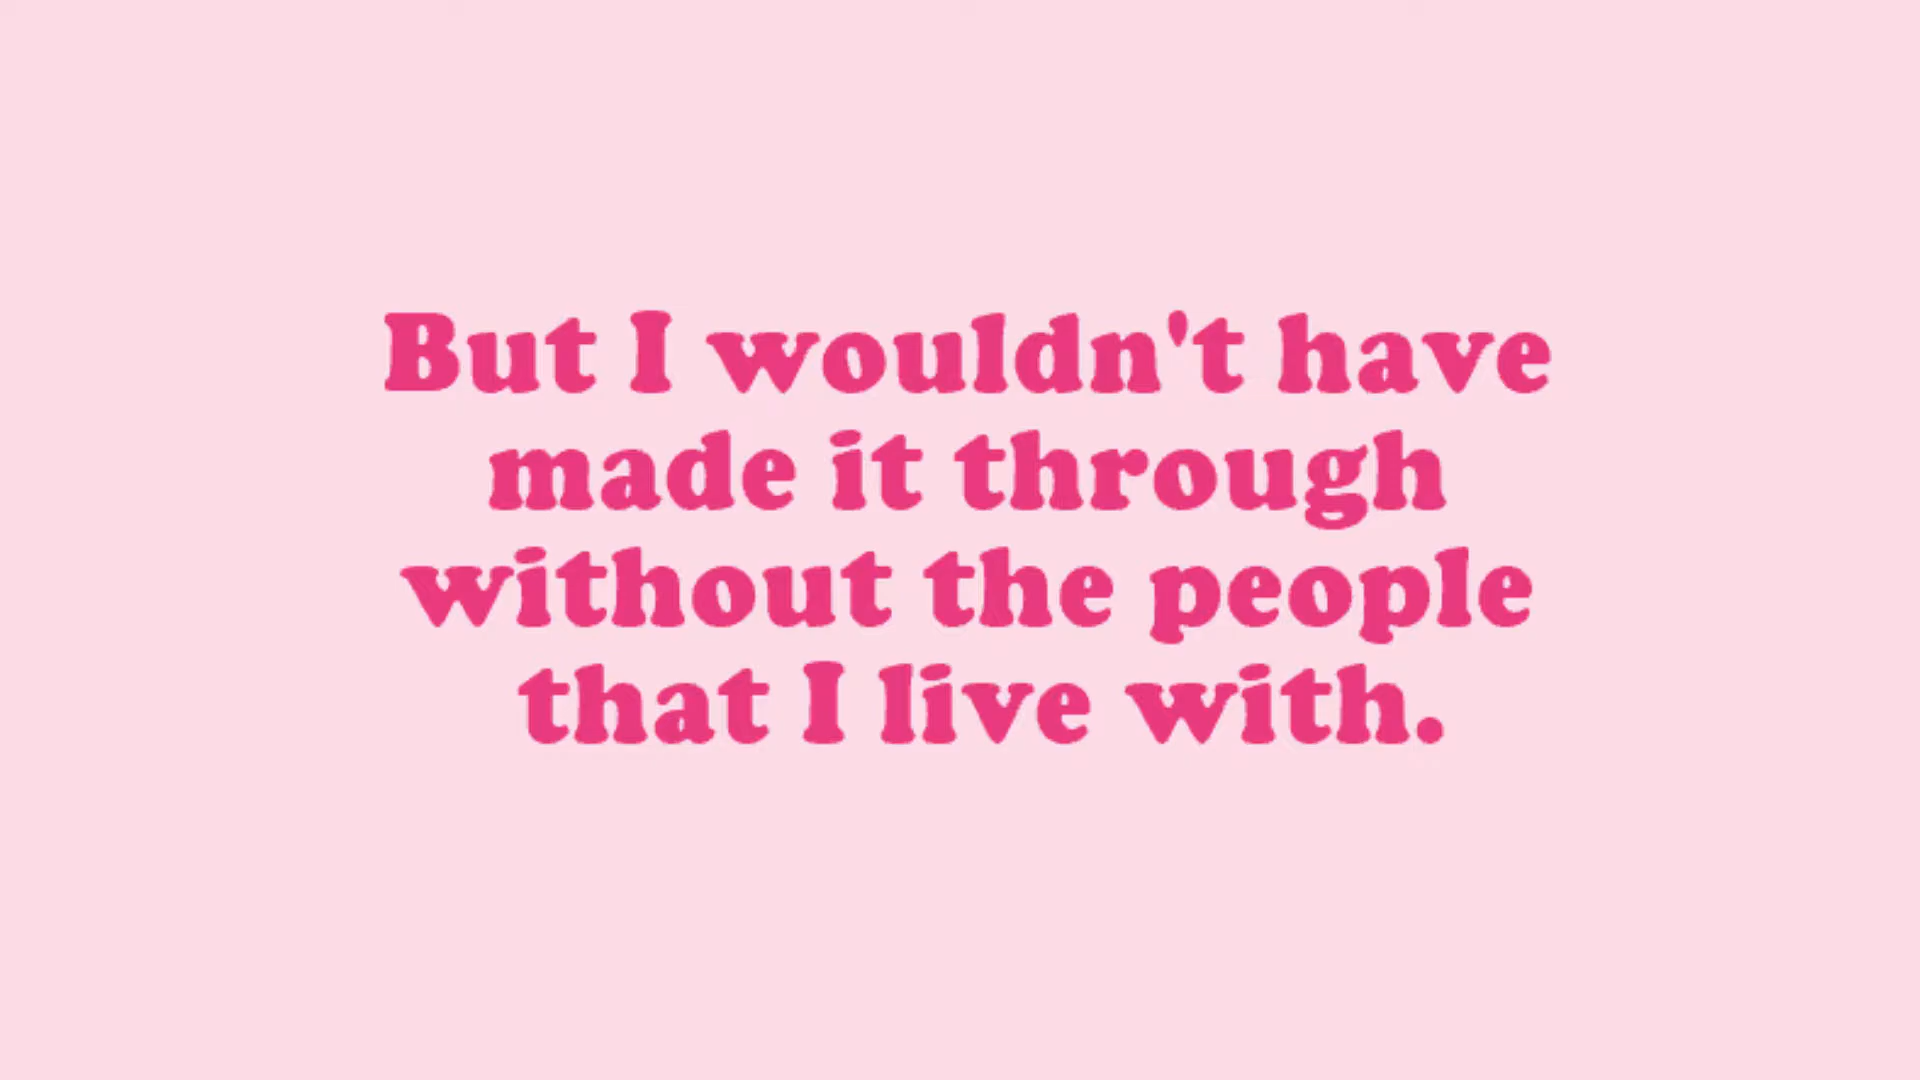 But I wouldn't have
made it through
without the people
that I live with.